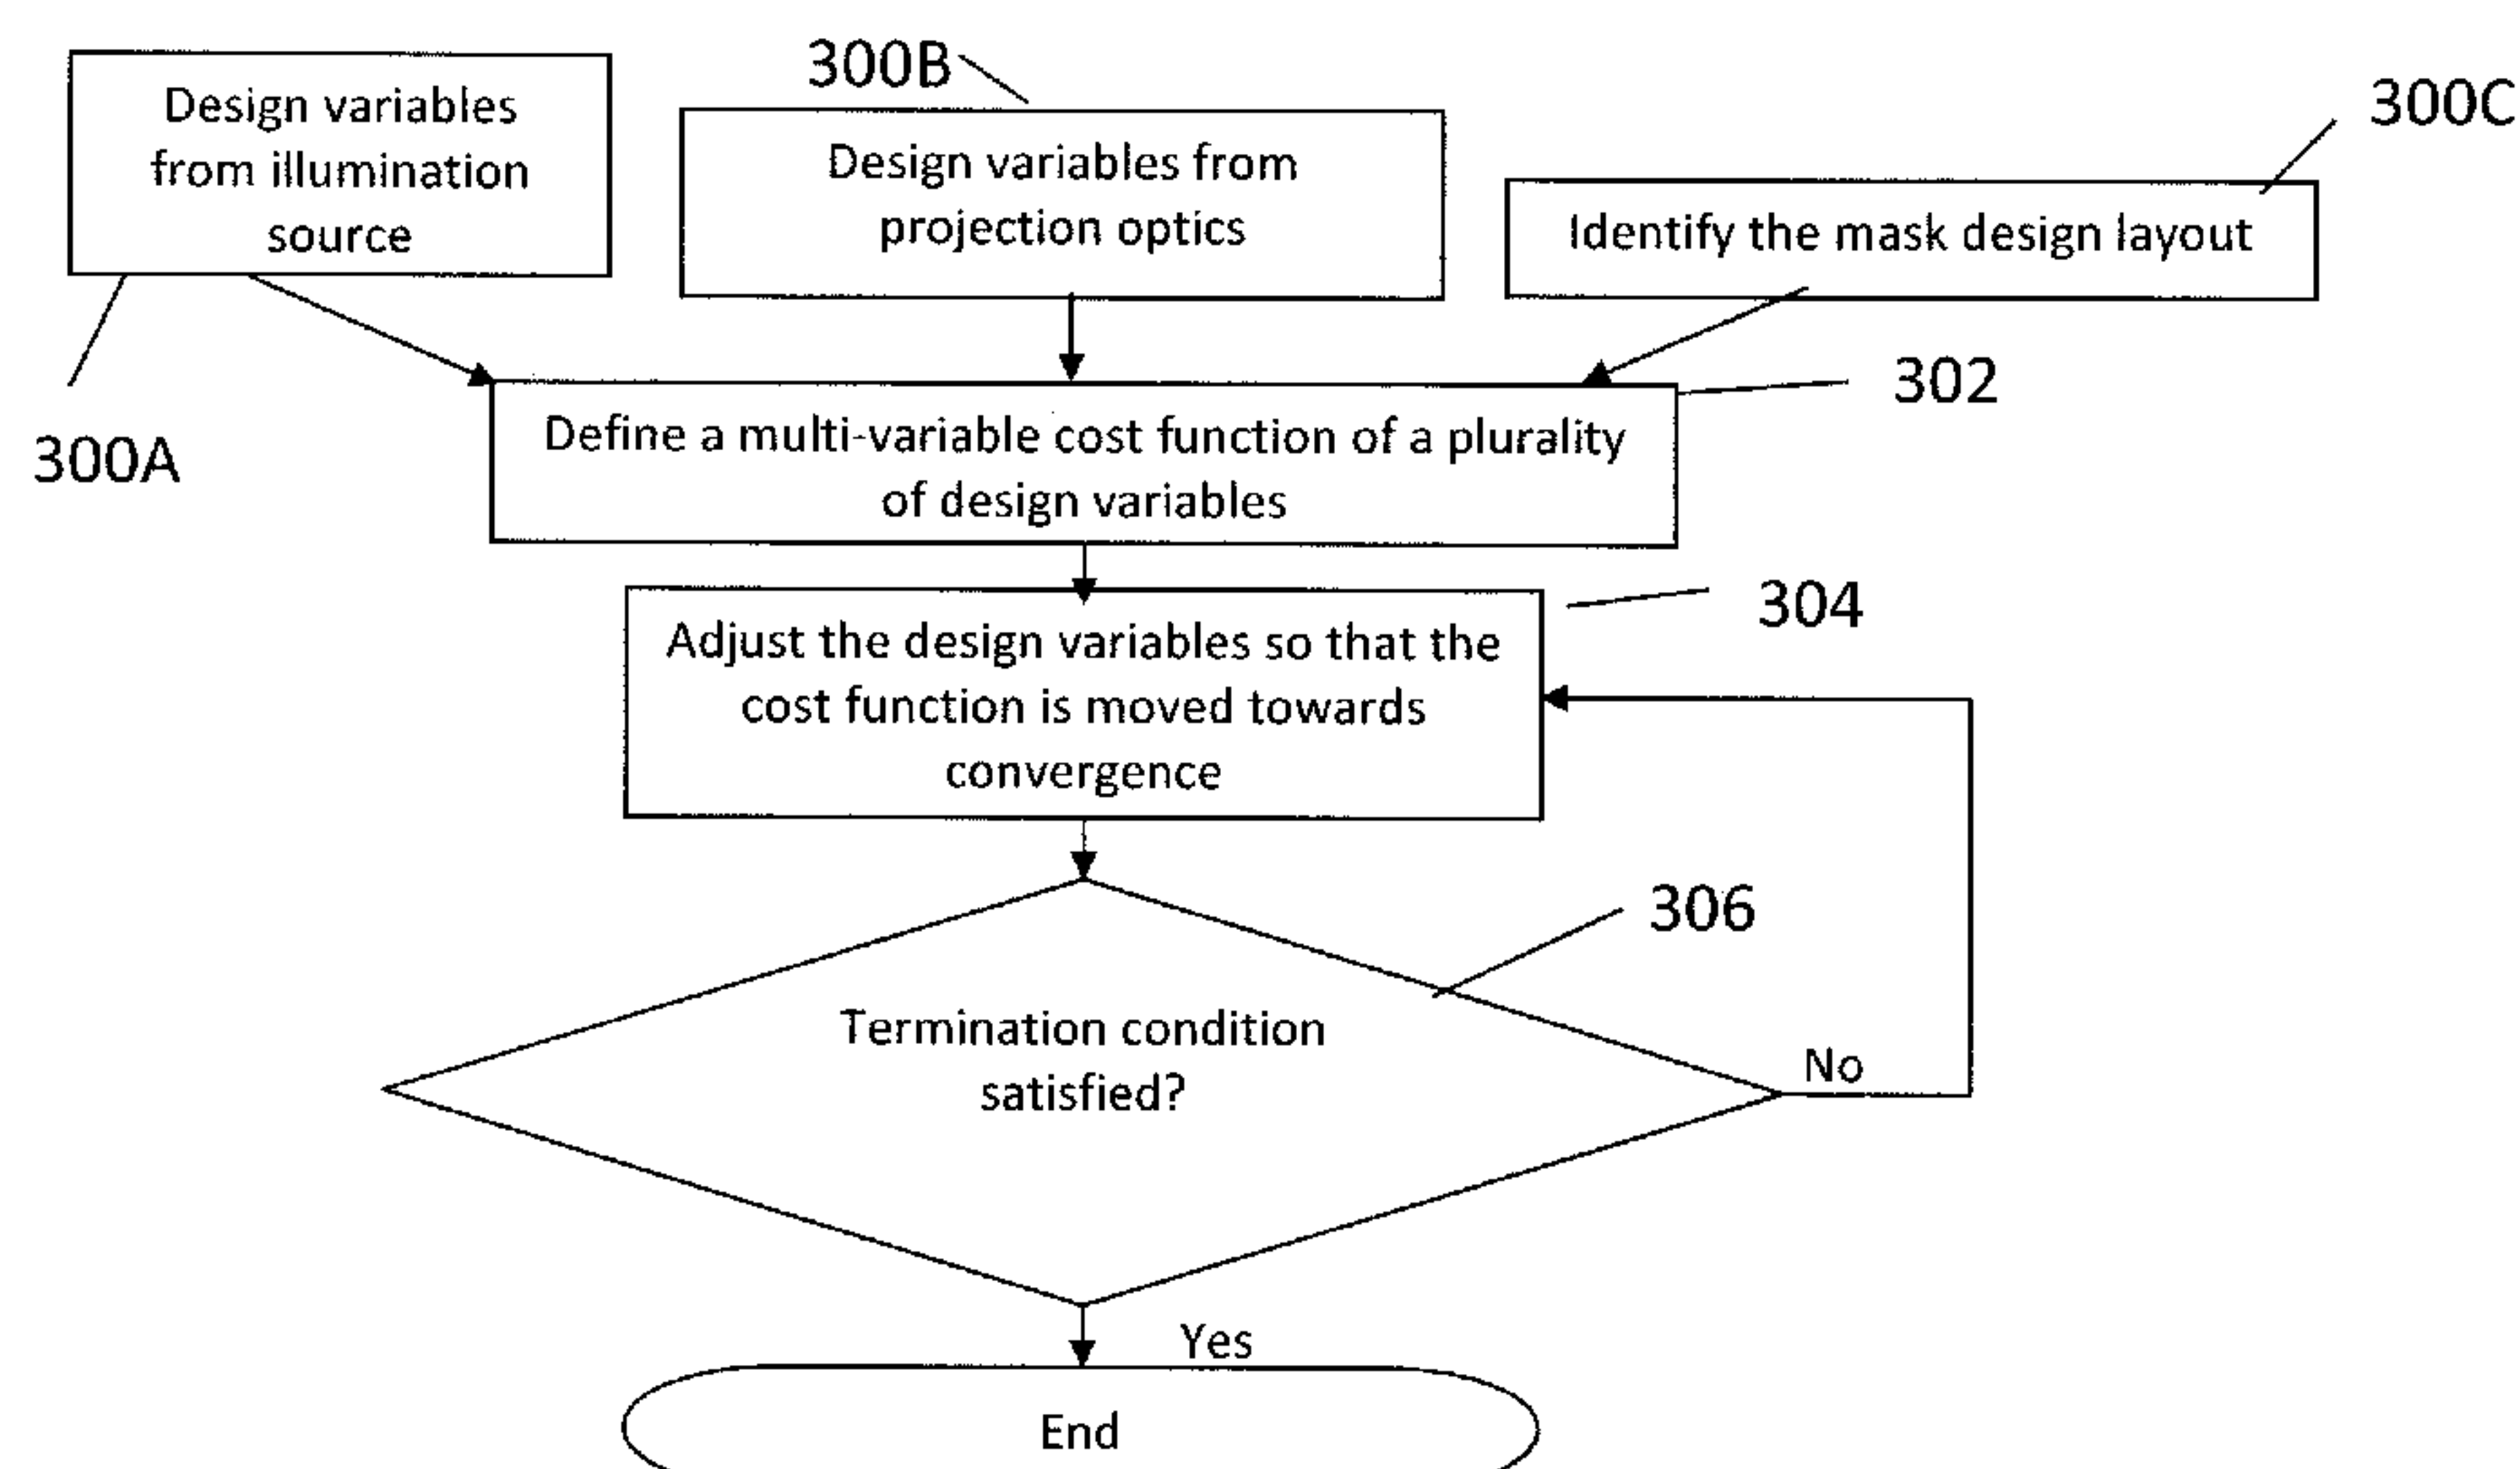 300B
300C
Design variables
from illumination
source
Design variables from
projection optics
Identify the mask design layout
300A
302
Define a multi-variable cost function of a plurality
of design variables
304
Adjust the design variables so that the
cost function is moved towards
convergence
306
Termination condition
satisfied?
No
Yes
End